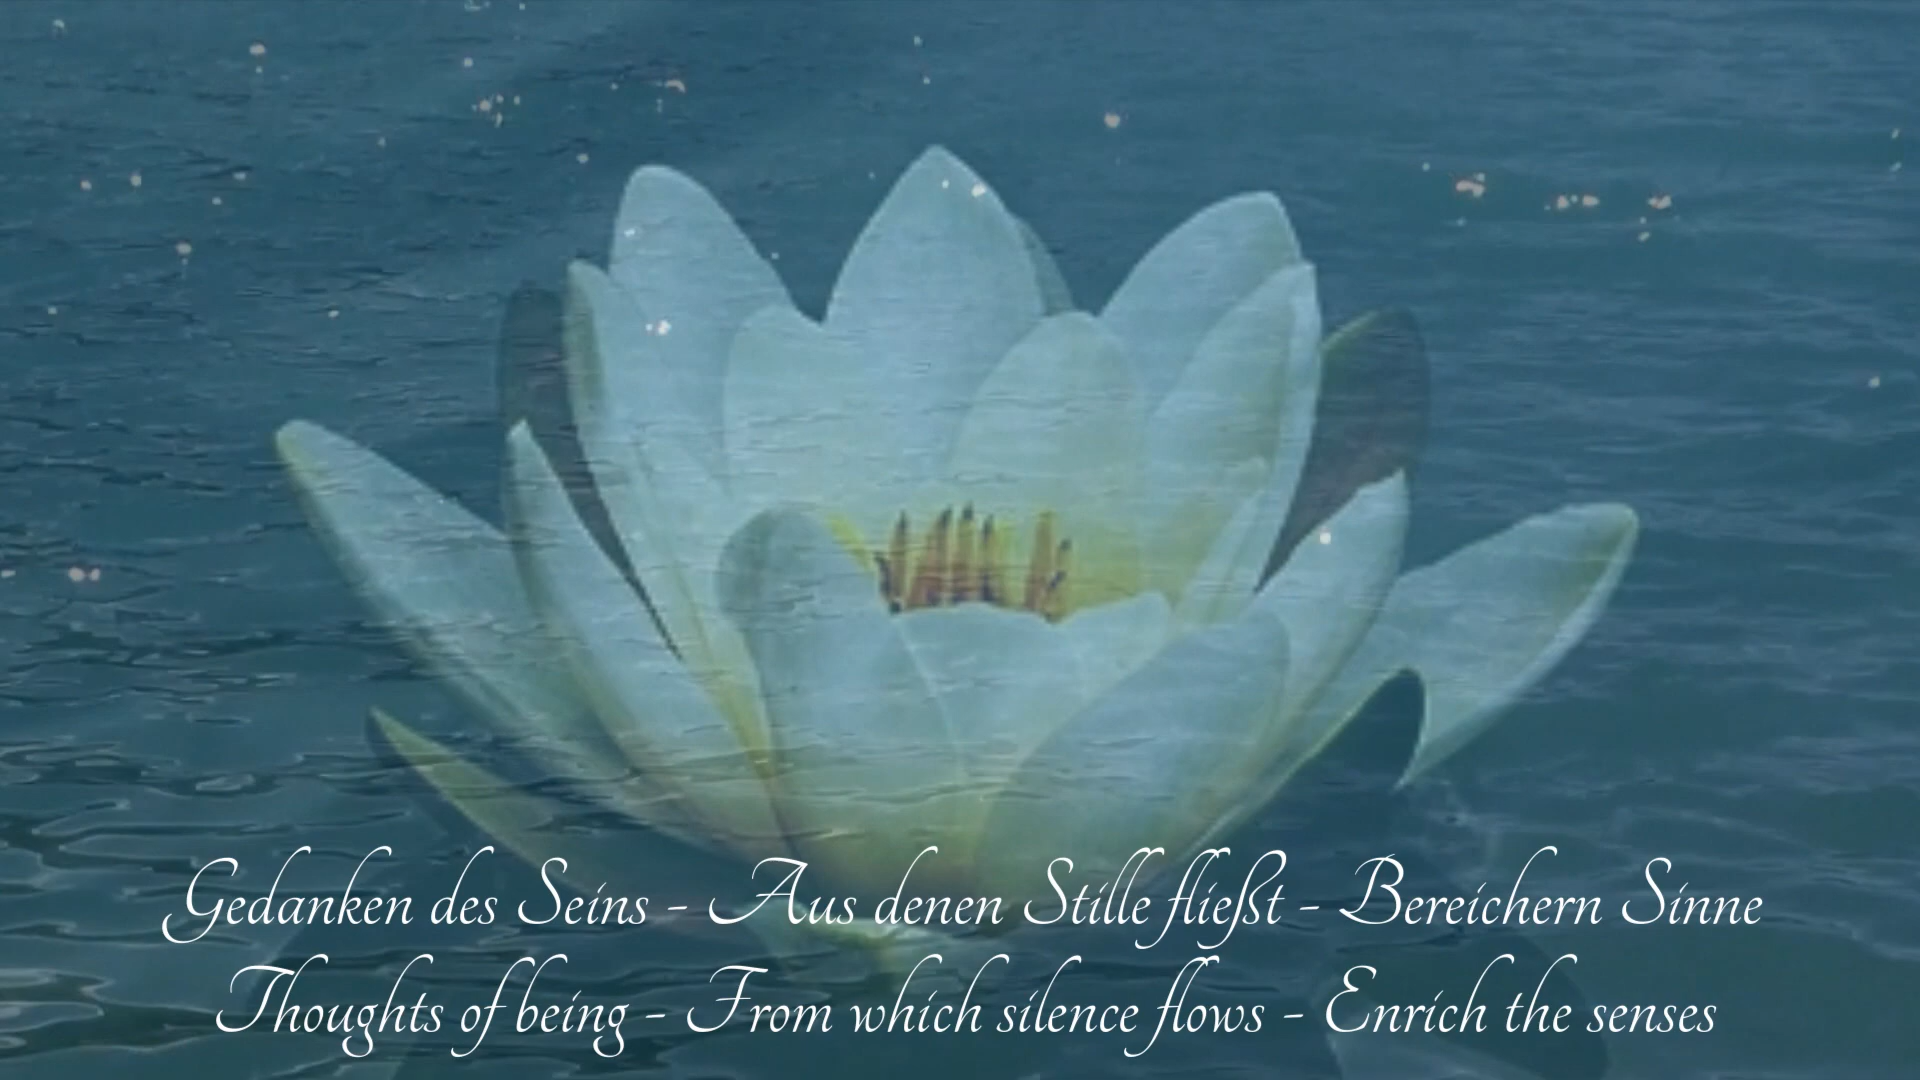 Gedanken des Seins - Aus denen Stille fließt - Bereichern Sinne
Thoughts of being - From which silence flows - Enrich the senses